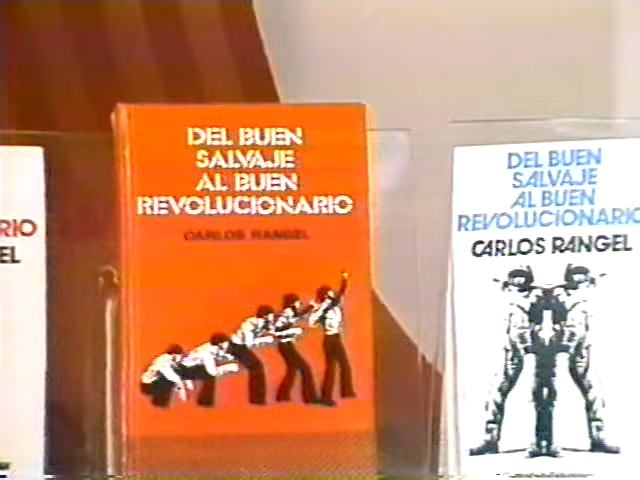 RIO
EL
DEL BUEN
SALVAJE
AL BUEN
REVOLUCIONARIO
CARLOS RANGEL
DEL BUEN
SALVAJE
AL BUEN
REVOLUCIONARIO
CARLOS RANGEL